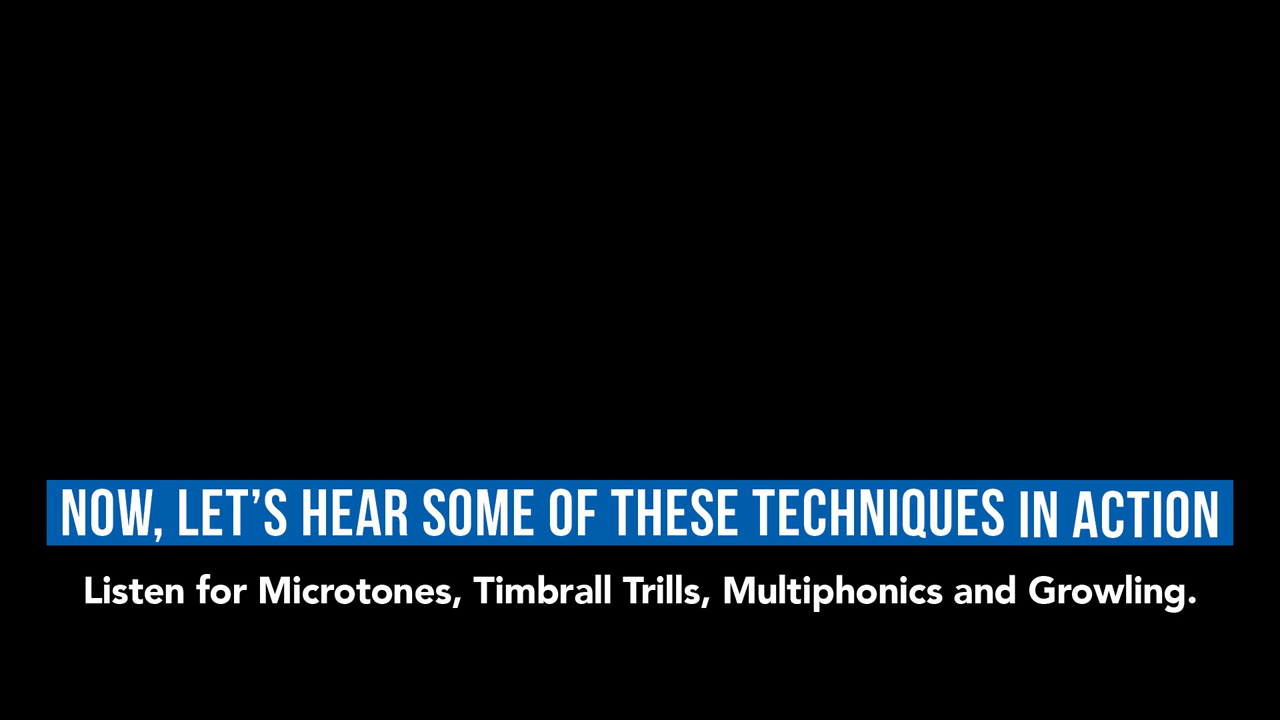 NOW, LET’S HEAR SOME OF THESE TECHNIQUES IN ACTION
Listen for Microtones, Timbrall Trills, Multiphonics and Growling.